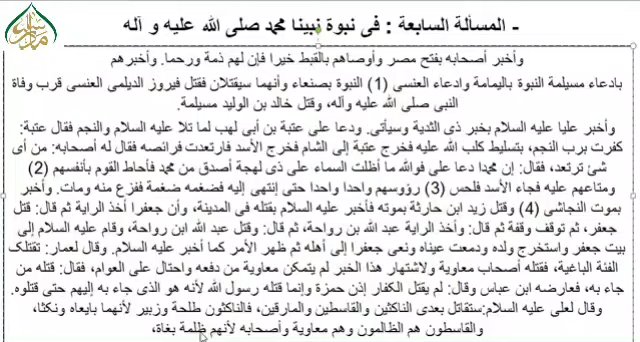 - المسألة السابعة : فى نبوة نبينا محمد صلى الله عليه و آله
وأخبر أصحابه بفتح مصر وأوصاهم بالقبط خيرا فإن لهم ذمة ورحما. وأخبرهم
بادعاء مسيلمة النبوة باليمامة وادعاء العنسى (1) النبوة بصنعاء وأنهما سيقتلان فقتل فيروز الديلمى العنسى قرب وفاة
النبى صلى الله عليه وآله، وقتل خالد بن الوليد مسيلمة.
وأخبر عليا عليه السلام بخبر ذى الثدية وسيأتى. ودعا على عتبة بن أبى لهب لما تلا عليه السلام والنجم فقال عتبة:
كفرت برب النجم، بتسليط كلب الله عليه فخرج عتبة إلى الشام فخرج الأسد فارتعدت فرائصه فقال له أصحابه: من أى
شئ ترتعد، فقال: إن محمدا دعا على فوالله ما أظلت السماء على ذى لهجة أصدق من محمد فأحاط القوم بأنفسهم (2)
ومتاعهم عليه فجاء الأسد فلحس (3) رؤوسهم واحدا واحدا حتى إنتهى إليه فضغمه ضغمة ففزع منه ومات. وأخبر
بموت النجاشى (4) وقتل زيد ابن حارثة بموته فأخبر عليه السلام بقتله فى المدينة، وأن جعفرا أخذ الراية ثم قال: قتل
جعفر، ثم توقف وقفة ثم قال: وأخذ الراية عبد الله بن رواحة، ثم قال: وقتل عبد الله ابن رواحة، وقام عليه السلام إلى
بيت جعفر واستخرج ولده ودمعت عيناه ونعى جعفرا إلى أهله ثم ظهر الأمر كما أخبر عليه السلام. وقال لعمار: تقتلك
الفئة الباغية، فقتله أصحاب معاوية ولاشتهار هذا الخبر لم يتمكن معاوية من دفعه واحتال على العوام، فقال: قتله من
جاء به، فعارضه ابن عباس وقال: لم يقتل الكفار إذن حمزة وإنما قتله رسول الله لأنه هو الذى جاء به إليهم حتى قتلوه.
وقال لعلى عليه السلام:ستقاتل بعدى الناكثين والقاسطين والمارقين، فالناكثون طلحة وزبير لأنهما بايعاه ونكثا،
والقاسطون هم الظالمون وهم معاوية وأصحابه لأنهم ظلمة بغاة،